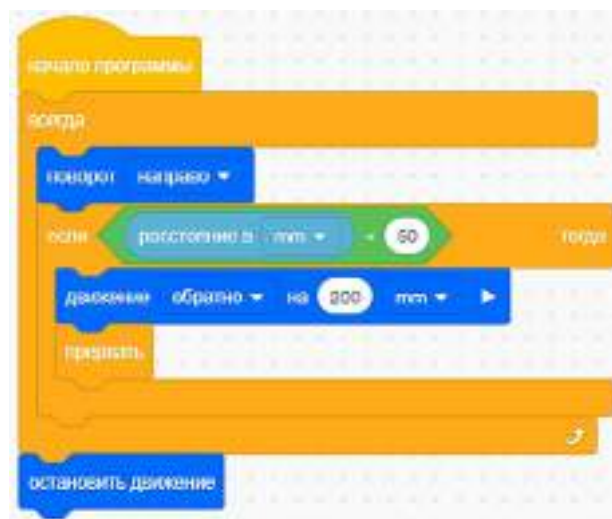 начало программы
всегда
поворот направо
если расстояние в mm 50 тогда
движение обратно на 200 mm
прервать
остановить движение